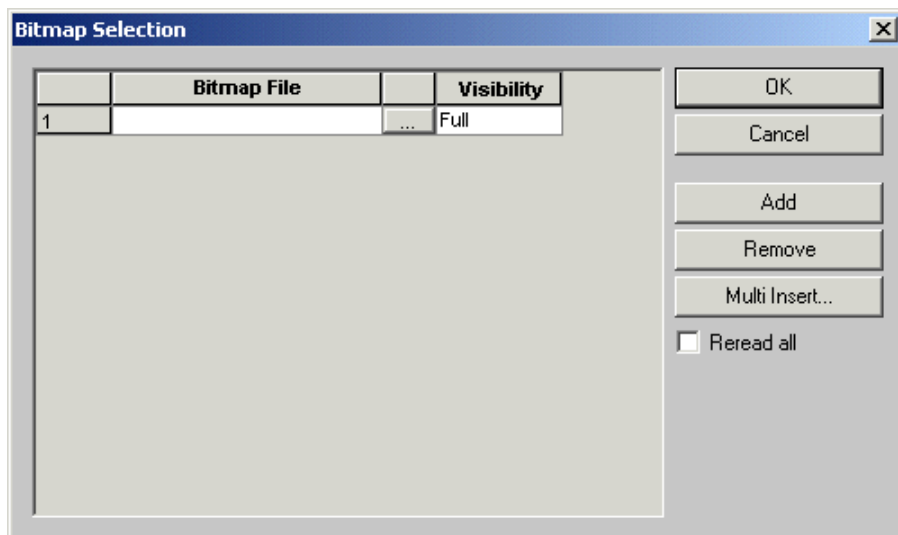 Bitmap Selection
Bitmap File Visibility
1 ... Full
OK
Cancel
Add
Remove
Multi Insert...
Reread all